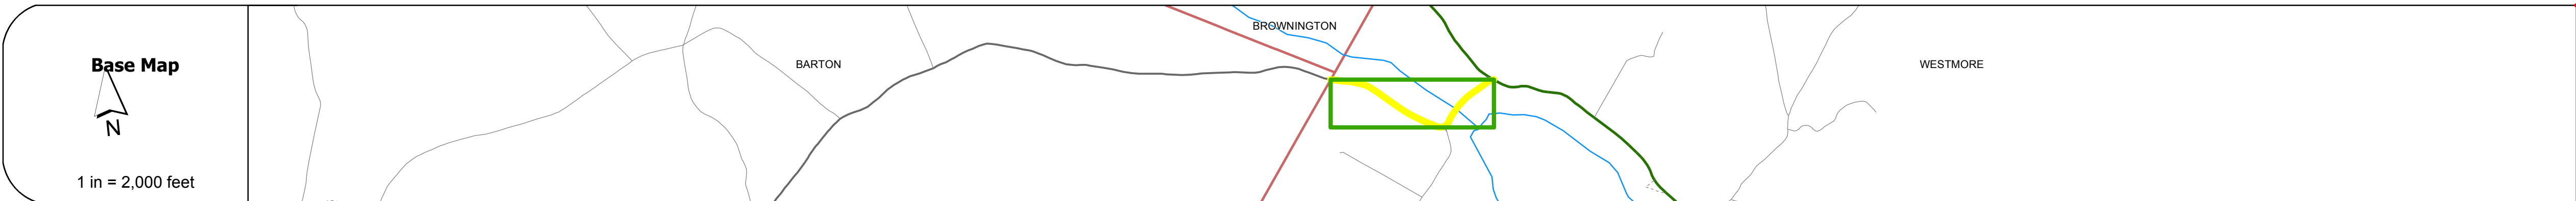 Base Map
N
1 in = 2,000 feet
BARTON
BROWNINGTON
WESTMORE